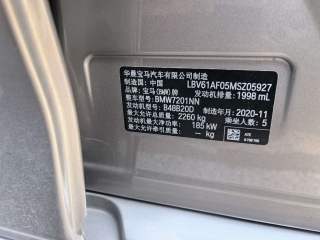 华晨宝马汽车有限公司制造
制造国：中国 LBV61AF05MSZ05927
品牌：宝马(BMW)牌 发动机排量：1998 mL
整车型号：BMW7201NN
发动机型号：B48B20D 制造年月：2020-11
最大允许总质量：2260 kg 乘坐人数：5
发动机最大净功率：185 kW
最大允许牵引质量：-- kg